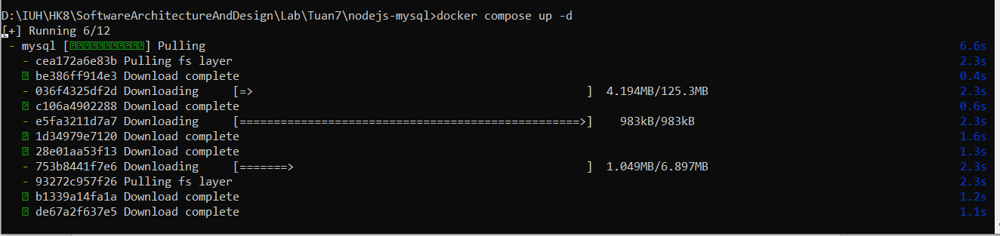 D:\IUH\HK8\SoftwareArchitectureAndDesign\Lab\Tuan7\nodejs-mysql>docker compose up -d
[+] Running 6/12
- mysql [⍰⍰⍰⍰⍰⍰⍰⍰⍰⍰⍰] Pulling 6.6s
- cea172a6e83b Pulling fs layer 2.3s
⍰ be386ff914e3 Download complete 0.4s
- 036f4325df2d Downloading [=> ] 4.194MB/125.3MB 2.3s
⍰ c106a4902288 Download complete 0.6s
- e5fa3211d7a7 Downloading [==================================================>] 983kB/983kB 2.3s
⍰ 1d34979e7120 Download complete 1.6s
⍰ 28e01aa53f13 Download complete 1.3s
- 753b8441f7e6 Downloading [=======> ] 1.049MB/6.897MB 2.3s
- 93272c957f26 Pulling fs layer 2.3s
⍰ b1339a14fa1a Download complete 1.2s
⍰ de67a2f637e5 Download complete 1.1s